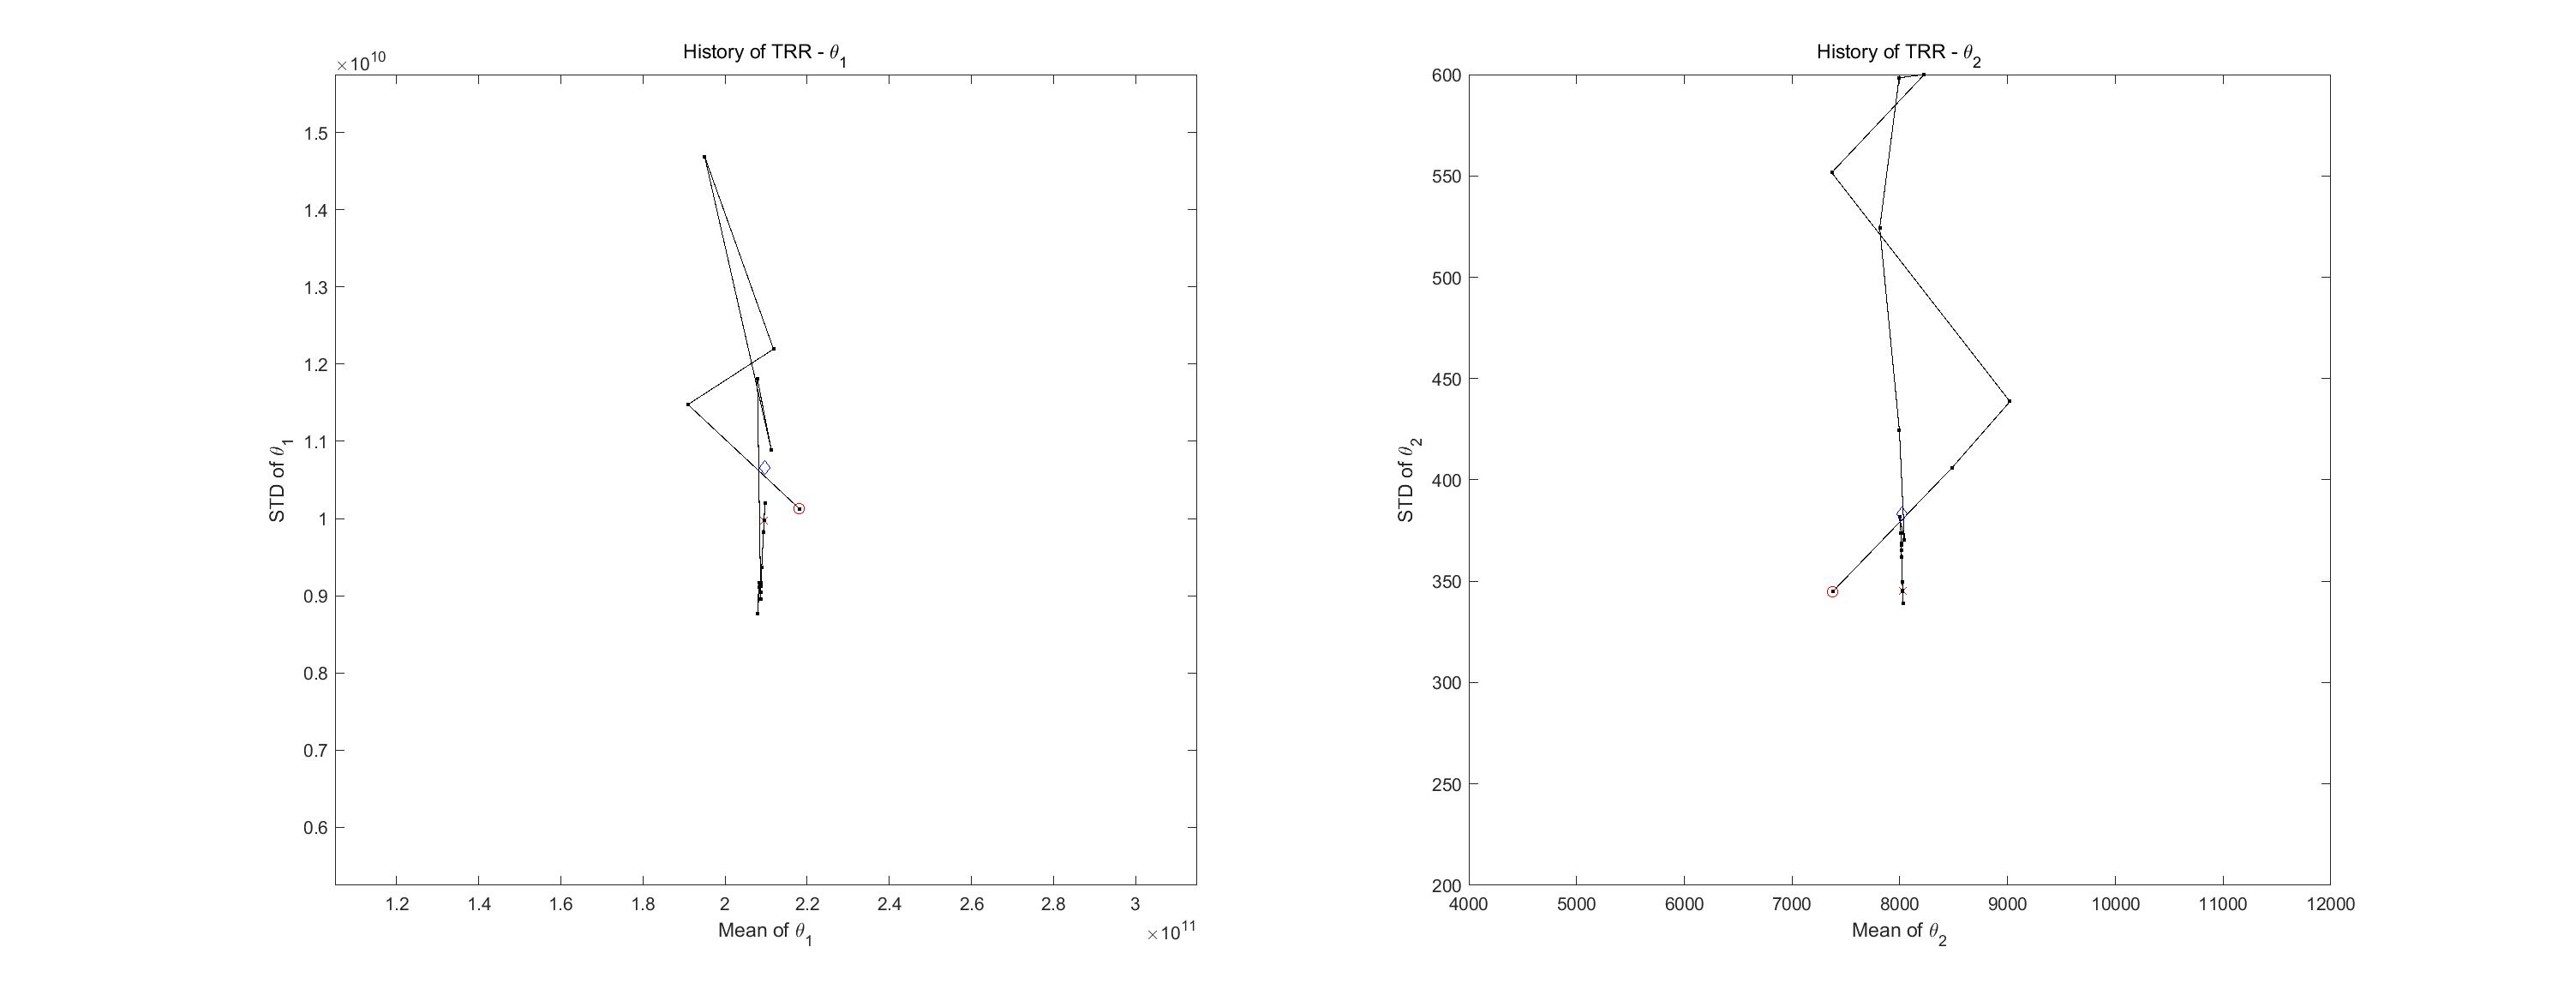 History of TRR - θ1
×10^10
1.5
1.4
1.3
1.2
1.1
1
0.9
0.8
0.7
0.6
STD of θ1
1.2 1.4 1.6 1.8 2 2.2 2.4 2.6 2.8 3
Mean of θ1
×10^11
History of TRR - θ2
600
550
500
450
400
350
300
250
200
STD of θ2
4000 5000 6000 7000 8000 9000 10000 11000 12000
Mean of θ2